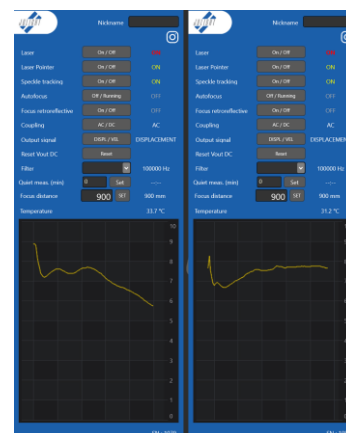 Nickname
Laser On / Off ON
Laser Pointer On / Off ON
Speckle tracking On / Off ON
Autofocus Off / Running OFF
Focus retroreflective On / Off OFF
Coupling AC / DC AC
Output signal DISPL / VEL DISPLACEMENT
Reset Vout DC Reset
Filter 100000 Hz
Quiet meas. (min) 0 Set --:--
Focus distance 900 SET 900 mm
Temperature 33.7 °C
10
9
8
7
6
5
4
3
2
1
0
Nickname
Laser On / Off
Laser Pointer On / Off ON
Speckle tracking On / Off ON
Autofocus Off / Running OFF
Focus retroreflective On / Off OFF
Coupling AC / DC AC
Output signal DISPL / VEL DISPLACEMEN
Reset Vout DC Reset
Filter 100000 Hz
Quiet meas. (min) 0 Set --:--
Focus distance 900 SET 900 mm
Temperature 31.2 °C